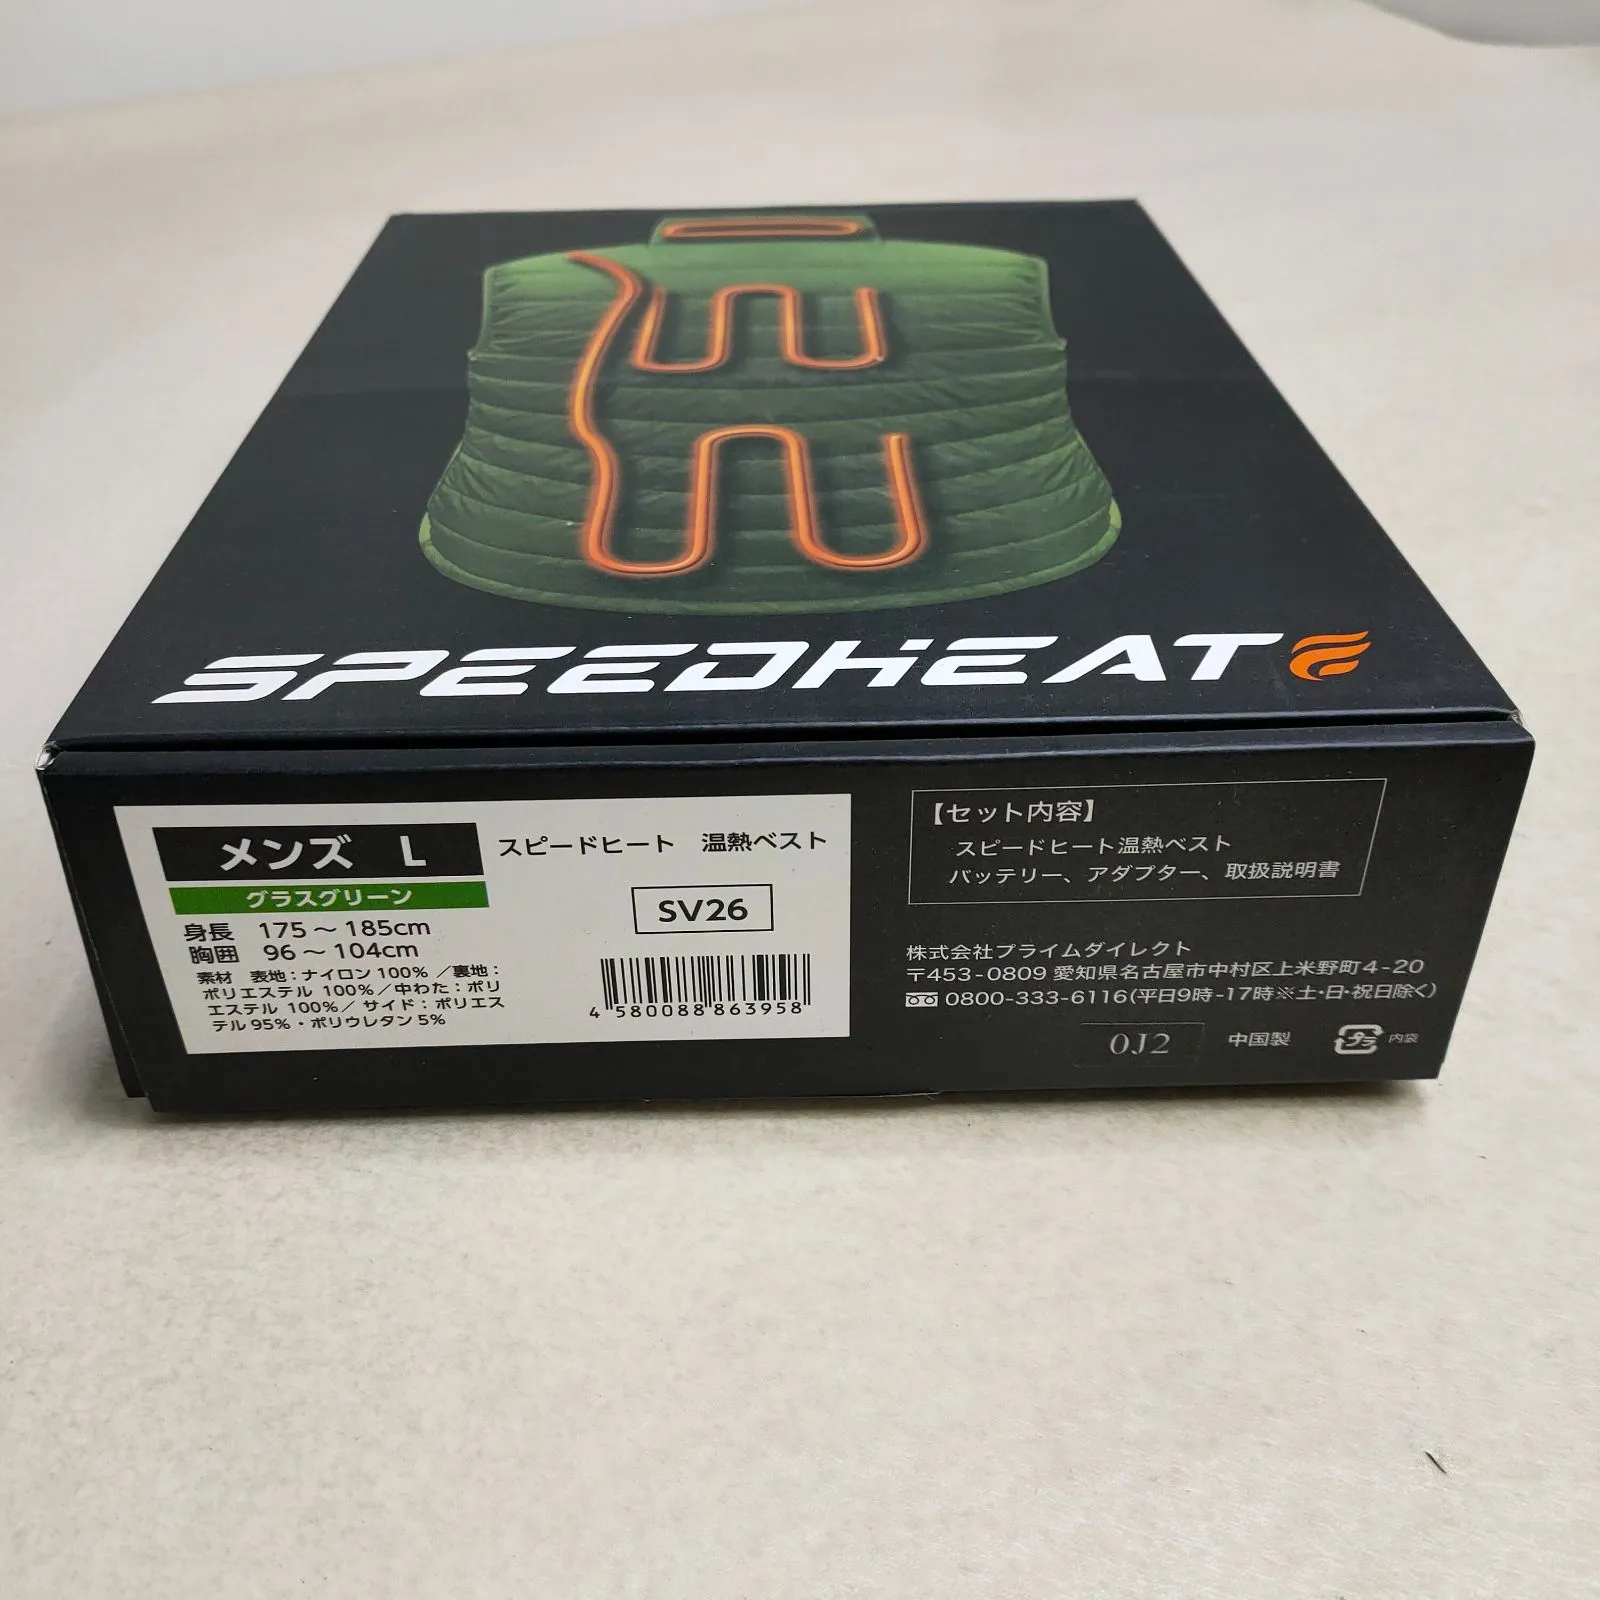 SPEEDHEAT
メンズ L
グラスグリーン
身長 175～185cm
胸囲 96～104cm
素材 表地：ナイロン100%／裏地：
ポリエステル 100%／中わた：ポリ
エステル 100%／サイド：ポリエス
テル95%・ポリウレタン5%
スピードヒート 温熱ベスト
SV26
4 580088 863958
【セット内容】
スピードヒート温熱ベスト
バッテリー、アダプター、取扱説明書
株式会社プライムダイレクト
〒453-0809 愛知県名古屋市中村区上米野町4-20
0800-333-6116(平日9時-17時※土・日・祝日除く)
0J2 中国製 プラ 内袋